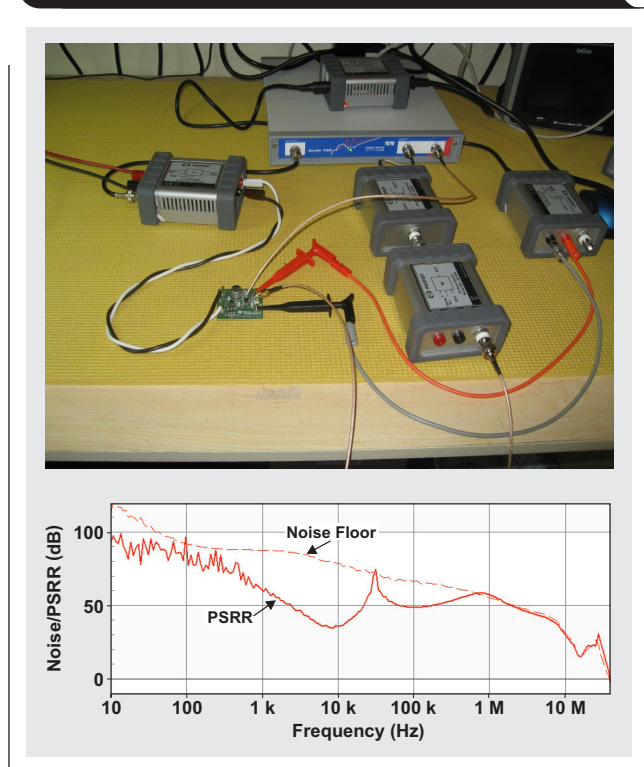 Noise/PSRR (dB)
100
50
0
Noise Floor
PSRR
10
100
1 k
10 k
100 k
1 M
10 M
Frequency (Hz)